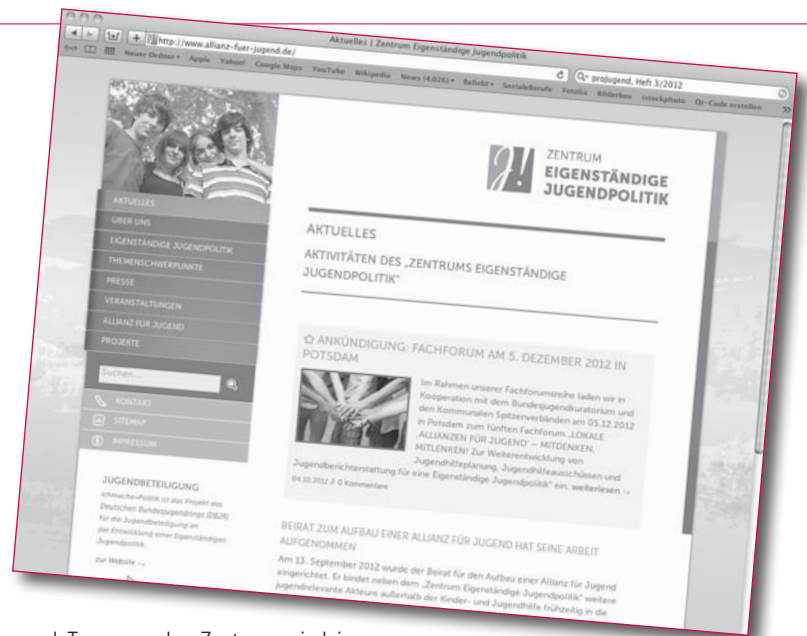 Aktuelles | Zentrum Eigenständige Jugendpolitik
http://www.allianz-fuer-jugend.de/
projugend, Heft 3/2012
Neuer Ordner Apple Yahoo! Google Maps YouTube Wikipedia News (4.026) Beliebt SozialeBerufe Fotolia Bilderbox istockphoto Qr-Code erstellen
AKTUELLES
ÜBER UNS
EIGENSTÄNDIGE JUGENDPOLITIK
THEMENSCHWERPUNKTE
PRESSE
VERANSTALTUNGEN
ALLIANZ FÜR JUGEND
PROJEKTE
Suchen ...
KONTAKT
SITEMAP
IMPRESSUM
JUGENDBETEILIGUNG
Ichmache>Politik ist das Projekt des
Deutschen Bundesjugendrings (DBJR)
für die Jugendbeteiligung an
der Entwicklung einer Eigenständigen
Jugendpolitik.
zur Website
ZENTRUM
EIGENSTÄNDIGE
JUGENDPOLITIK
AKTUELLES
AKTIVITÄTEN DES „ZENTRUMS EIGENSTÄNDIGE
JUGENDPOLITIK“
ANKÜNDIGUNG: FACHFORUM AM 5. DEZEMBER 2012 IN
POTSDAM
Im Rahmen unserer Fachforumsreihe laden wir in
Kooperation mit dem Bundesjugendkuratorium und
den Kommunalen Spitzenverbänden am 05.12.2012
in Potsdam zum fünften Fachforum „LOKALE
‚ALLIANZEN FÜR JUGEND‘ – MITDENKEN,
MITLENKEN! Zur Weiterentwicklung von
Jugendhilfeplanung, Jugendhilfeausschüssen und
Jugendberichterstattung für eine Eigenständige Jugendpolitik“ ein. weiterlesen
04.10.2012 // 0 Kommentare
BEIRAT ZUM AUFBAU EINER ALLIANZ FÜR JUGEND HAT SEINE ARBEIT
AUFGENOMMEN
Am 13. September 2012 wurde der Beirat für den Aufbau einer Allianz für Jugend
eingerichtet. Er bindet neben dem „Zentrum Eigenständige Jugendpolitik“ weitere
jugendrelevante Akteure außerhalb der Kinder- und Jugendhilfe frühzeitig in die